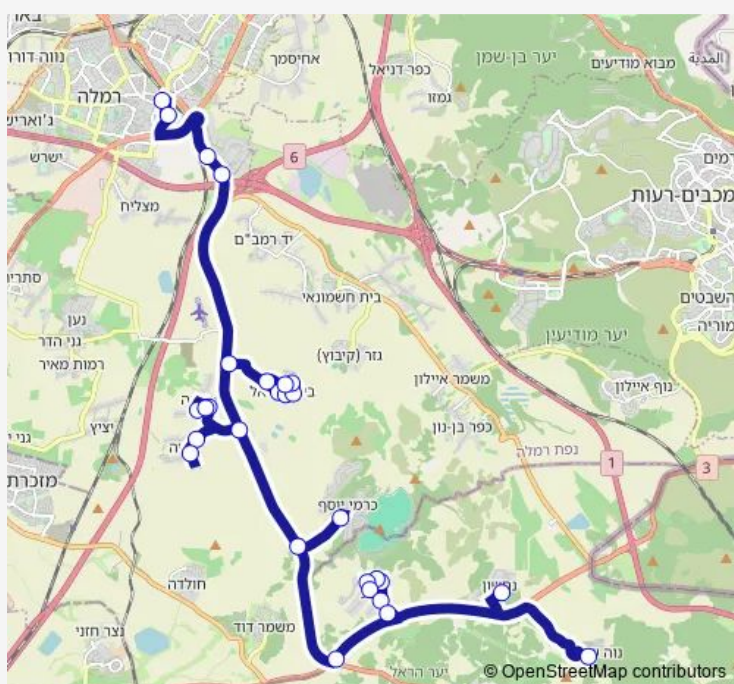 נווה דורון
אחיסמך
יער בן-שמן
מבוא מודיעים
כפר דניאל
גמזו
רמלה
ג'ואריש
6
ישרש
מכבים-רעות
מצליח
יד רמב"ם
השבטים
בית חשמונאי
מוריה
נען
יער מודיעין
גני הדר
גזר (קיבוץ)
רמות מאיר
משמר איילון
נוף איילון
יציץ
כפר בן-נון
נפת רמלה
1
3
מזכרת
כרמי יוסף
חולדה
נחשון
משמר דוד
נצר חזני
נוה
יער הראל
© OpenStreetMap contributors